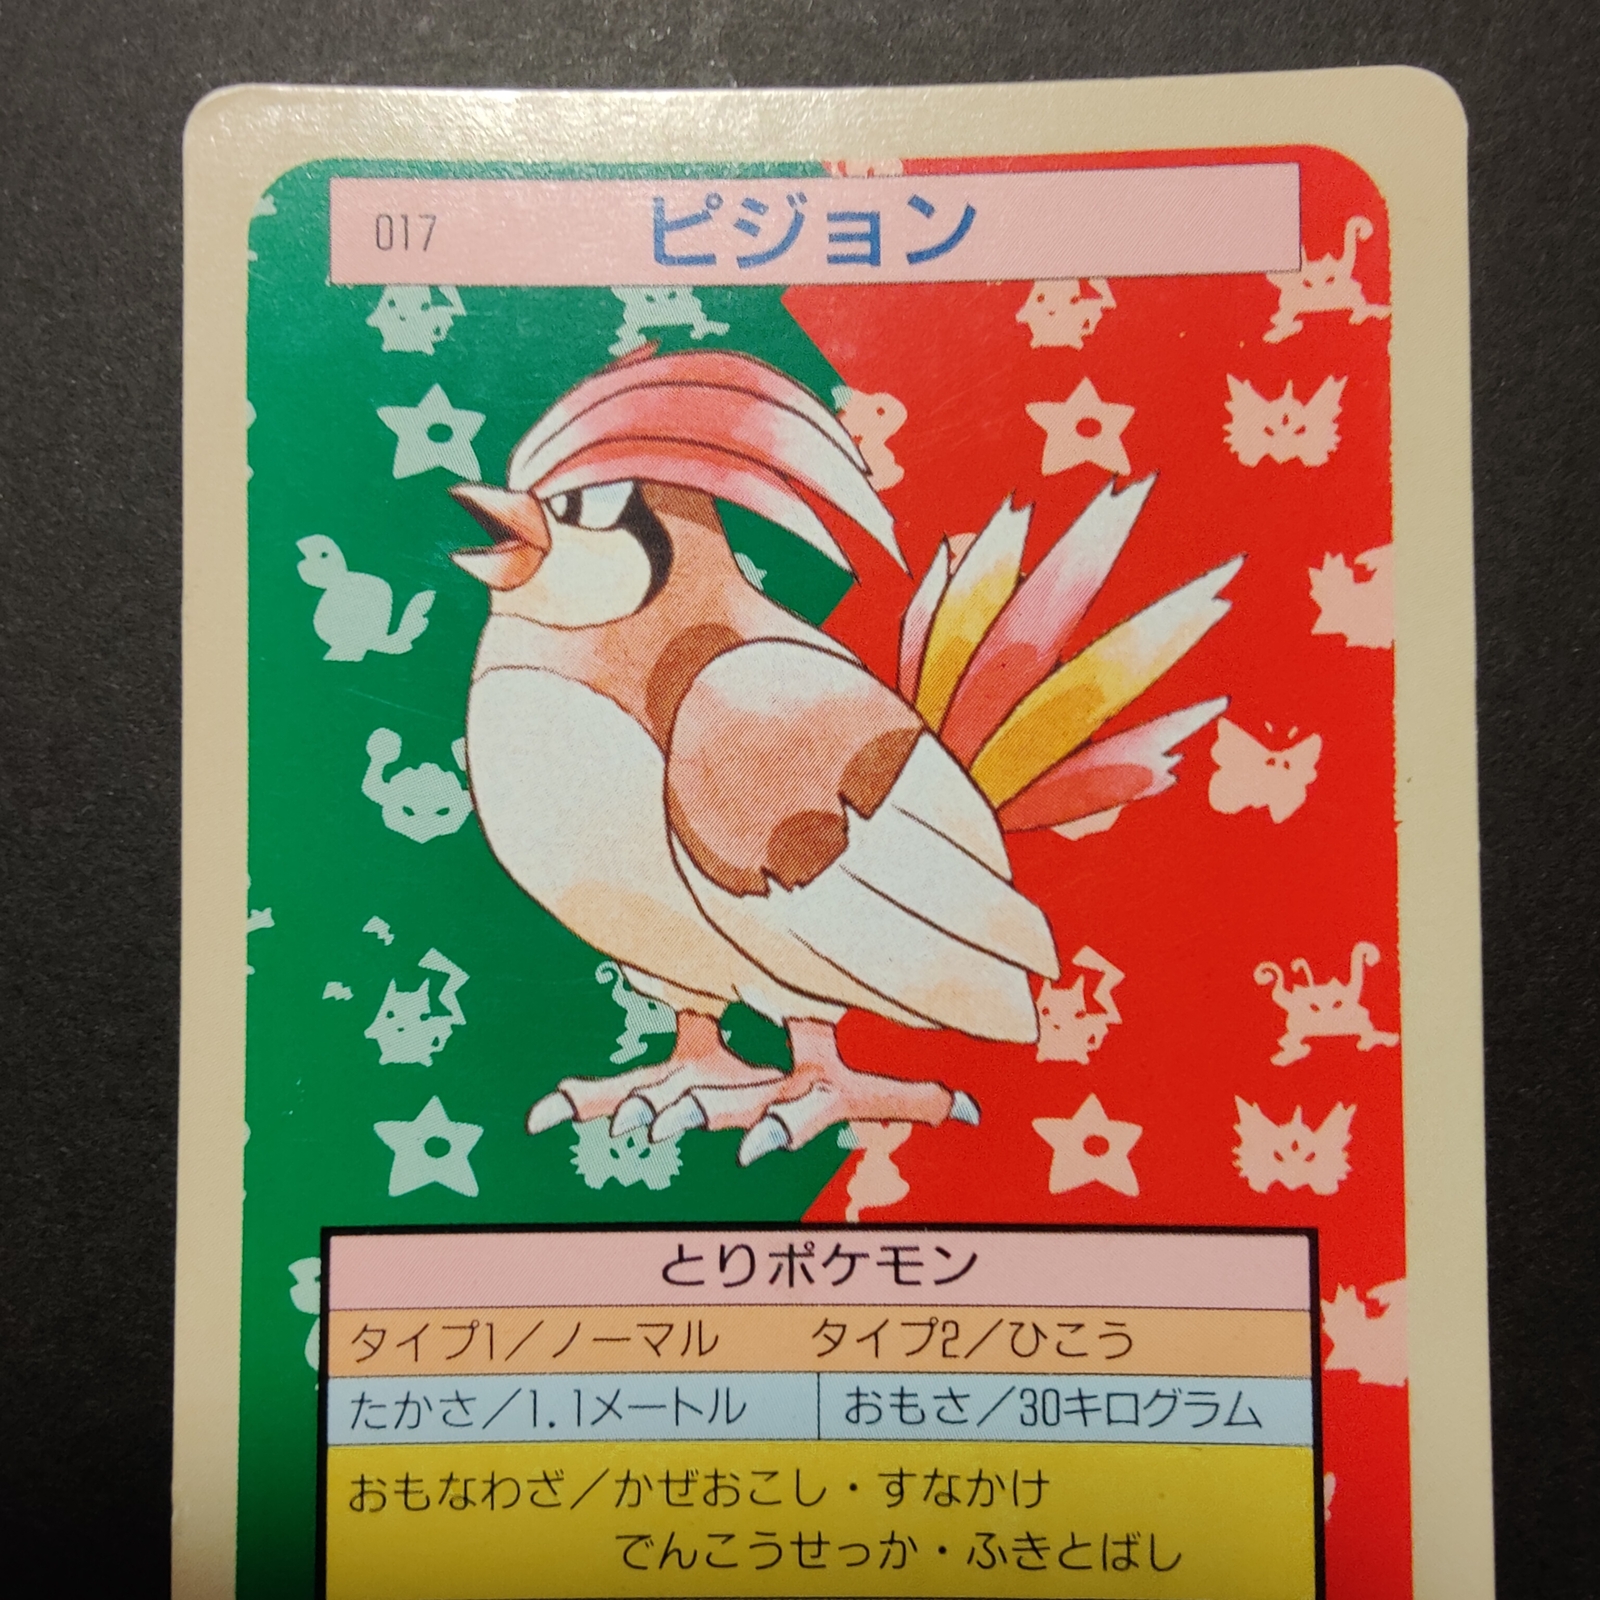 017 ピジョン
とりポケモン
タイプ1/ノーマル タイプ2/ひこう
たかさ/1.1メートル おもさ/30キログラム
おもなわざ/かぜおこし・すなかけ
でんこうせっか・ふきとばし